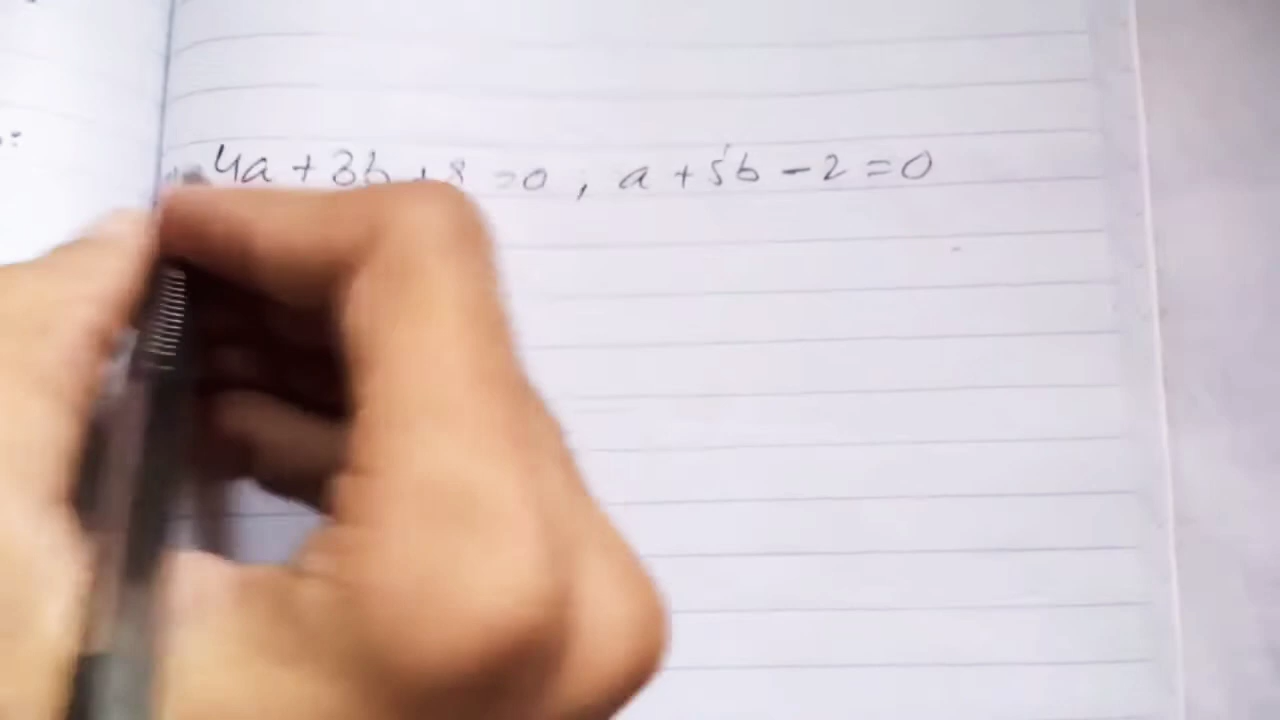 4a + 3b + 8 = 0 ; a + 5b - 2 = 0